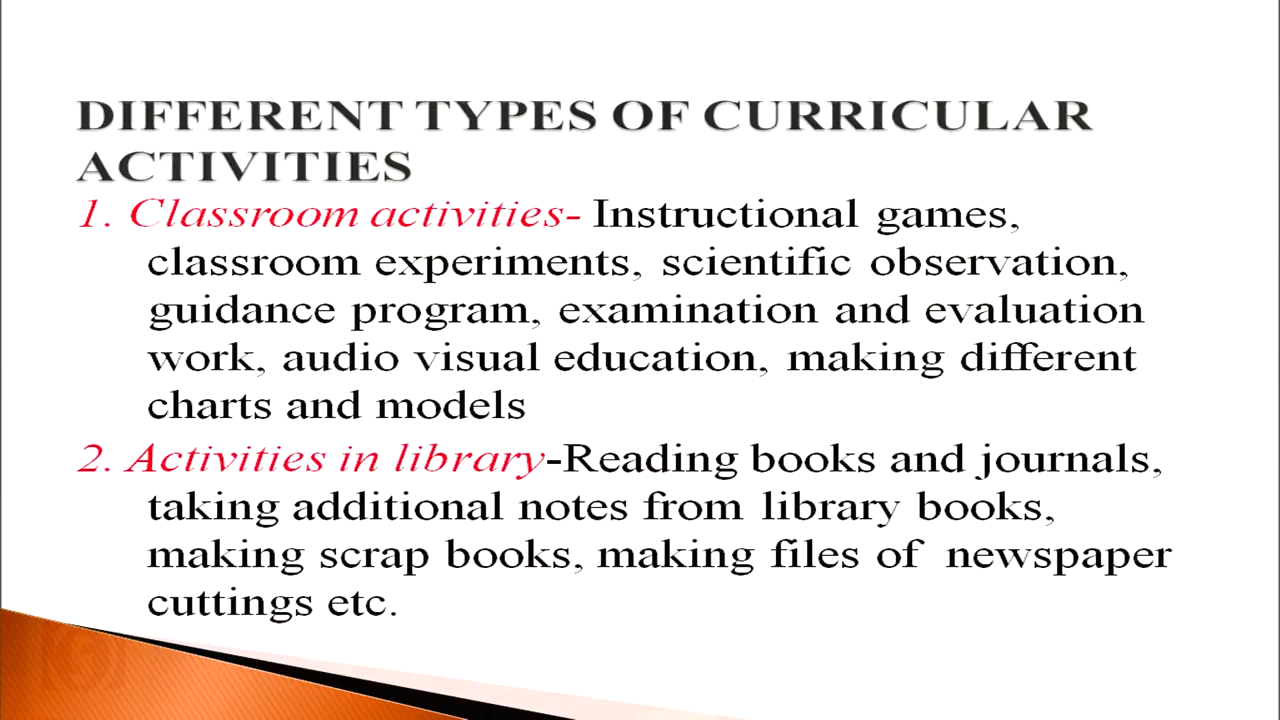 DIFFERENT TYPES OF CURRICULAR
ACTIVITIES
1. Classroom activities- Instructional games,
classroom experiments, scientific observation,
guidance program, examination and evaluation
work, audio visual education, making different
charts and models
2. Activities in library-Reading books and journals,
taking additional notes from library books,
making scrap books, making files of newspaper
cuttings etc.